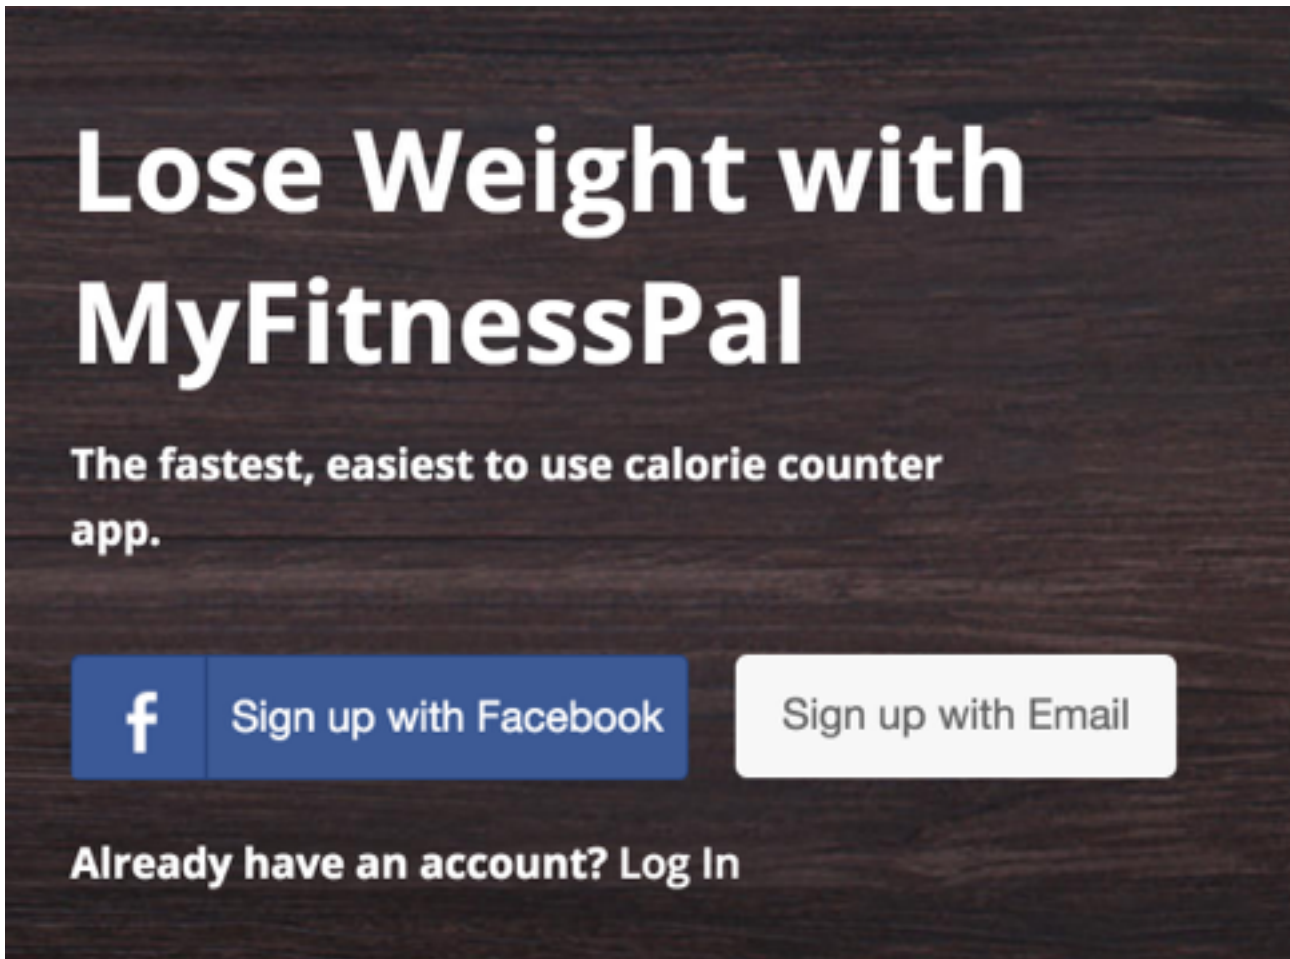 Lose Weight with
MyFitnessPal
The fastest, easiest to use calorie counter
app.
f Sign up with Facebook Sign up with Email
Already have an account? Log In